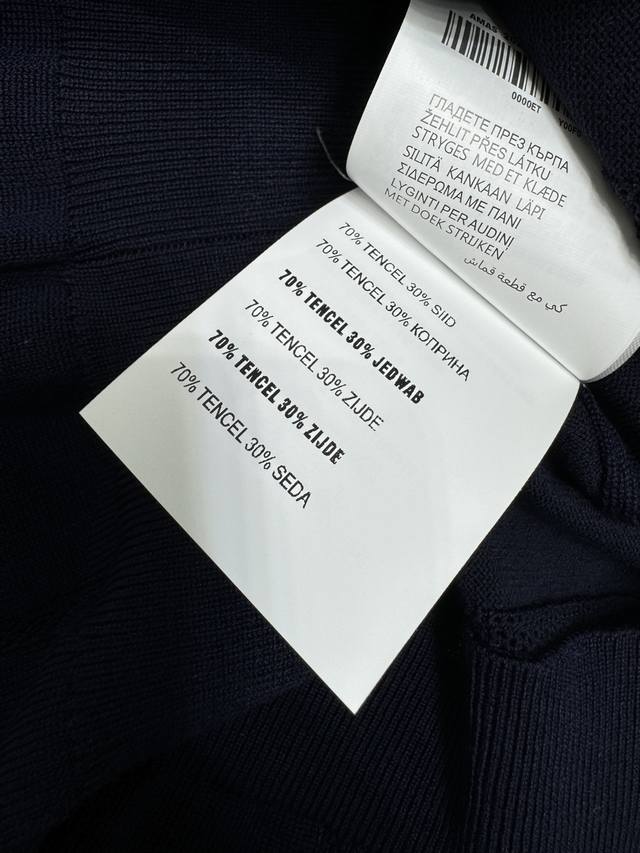 0000ET
ГЛАДЕТЕ ПРЕЗ КЪРПА
ŽEHLIT PŘES LÁTKU
STRYGES MED ET KLÆDE
SILITÄ KANKAAN LÄPI
ΣΙΔΕΡΩΜΑ ΜΕ ΠΑΝΙ
LYGINTI PER AUDINĮ
MET DOEK STRIJKEN
كي مع قطعة قماش
70% TENCEL 30% SIID
70% TENCEL 30% КОПРИНА
70% TENCEL 30% JEDWAB
70% TENCEL 30% ZIJDE
70% TENCEL 30% ZIJDE
70% TENCEL 30% SEDA